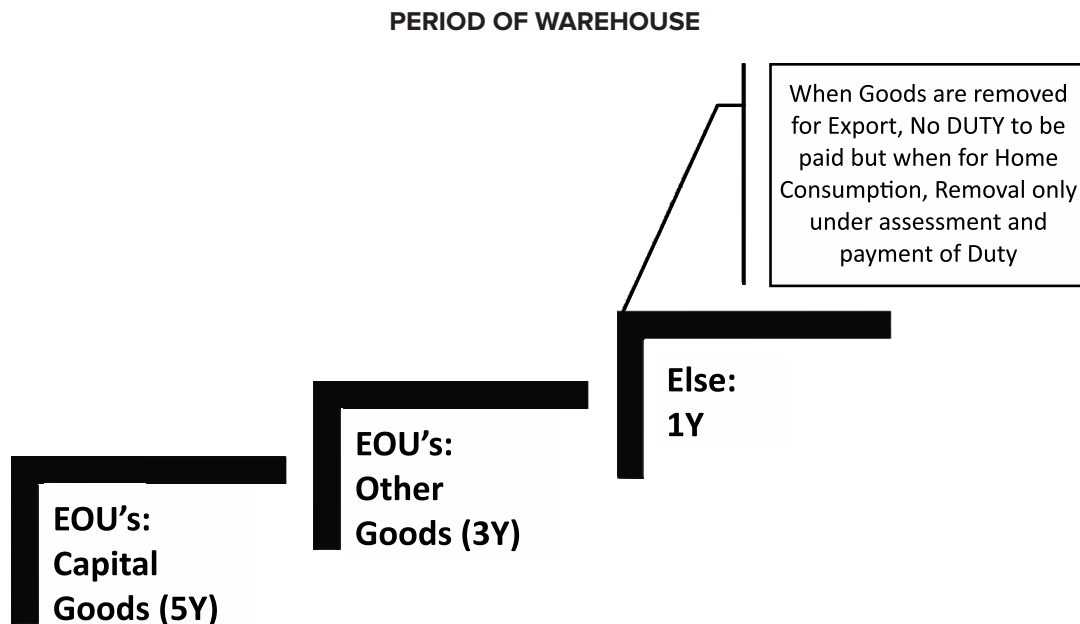 PERIOD OF WAREHOUSE
When Goods are removed
for Export, No DUTY to be
paid but when for Home
Consumption, Removal only
under assessment and
payment of Duty
Else:
1Y
EOU’s:
Other
Goods (3Y)
EOU’s:
Capital
Goods (5Y)